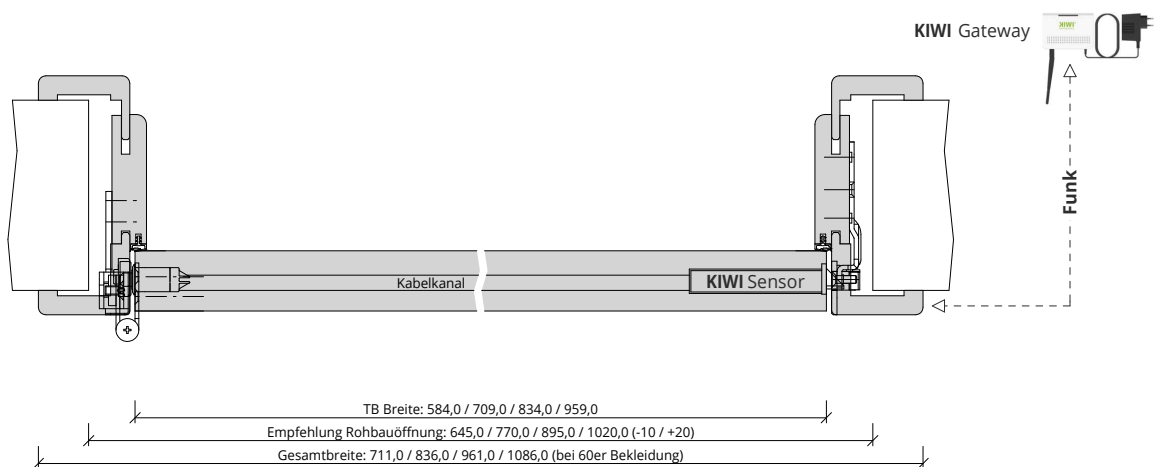 KIWI Gateway
KIWI
Funk
Kabelkanal
KIWI Sensor
TB Breite: 584,0 / 709,0 / 834,0 / 959,0
Empfehlung Rohbauöffnung: 645,0 / 770,0 / 895,0 / 1020,0 (-10 / +20)
Gesamtbreite: 711,0 / 836,0 / 961,0 / 1086,0 (bei 60er Bekleidung)